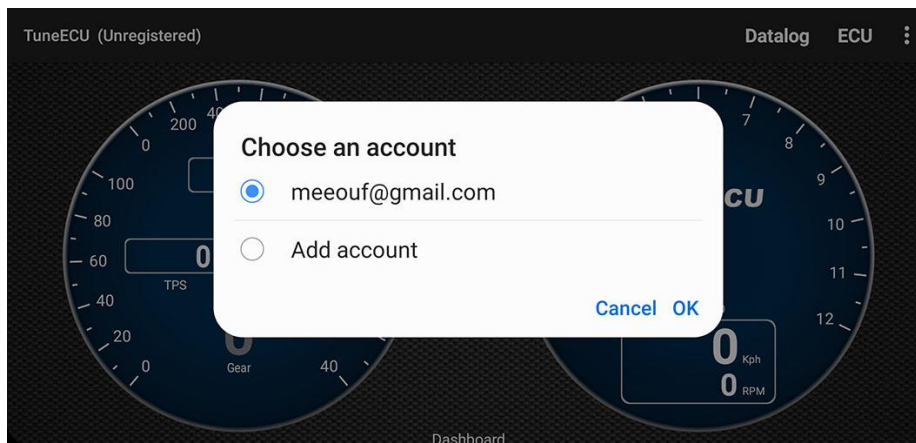 TuneECU (Unregistered)
Datalog ECU
Choose an account
meeouf@gmail.com
Add account
Cancel OK
0 200 40
100
80
60
40
20
0
0
TPS
0
Gear
40
7
8
9
10
11
12
CU
0 Kph
0 RPM
Dashboard